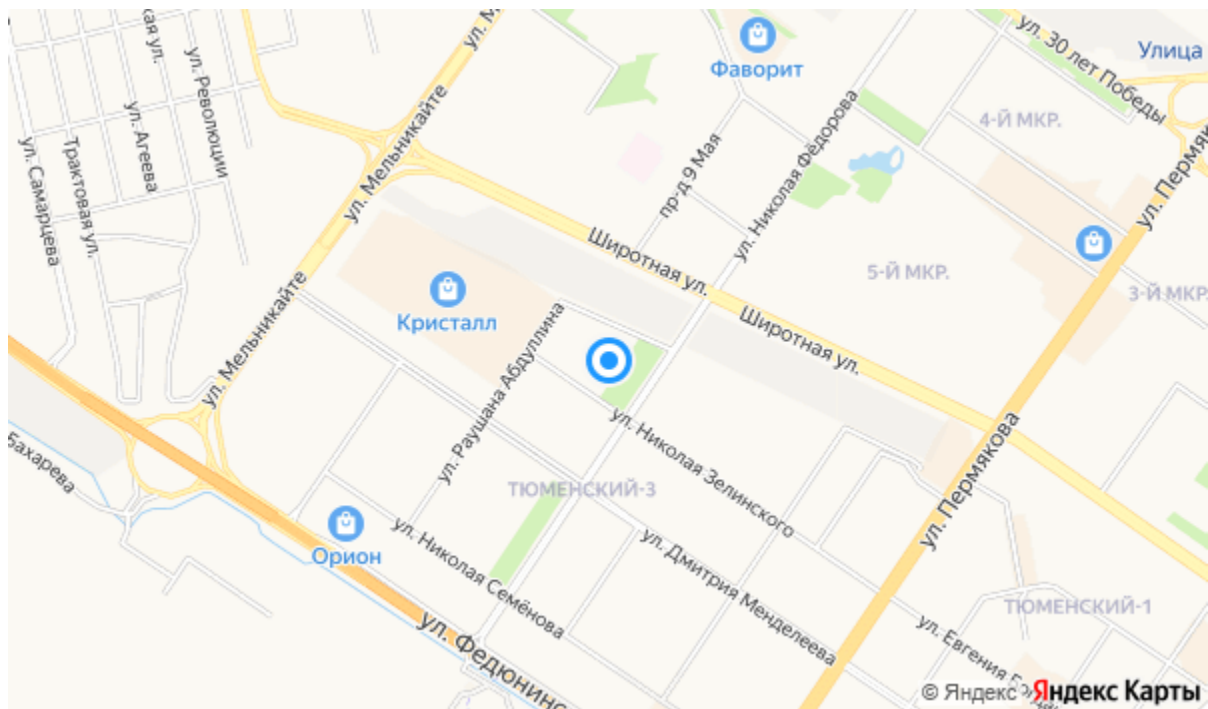 ул. Революции
ул. Агеева
Трактовая ул.
ул. Самарцева
ул. Мельникайте
ул. Мельникайте
Фаворит
ул. 30 лет Победы
Улица
4-Й МКР.
ул. Николая Фёдорова
пр-д 9 Мая
ул. Пермякова
Широтная ул.
5-Й МКР.
3-Й МКР.
Кристалл
Широтная ул.
ул. Раушана Абдуллина
ул. Николая Зелинского
ул. Пермякова
Бахарева
ТЮМЕНСКИЙ-3
Орион
ул. Николая Семёнова
ул. Дмитрия Менделеева
ТЮМЕНСКИЙ-1
ул. Федюнинс
ул. Евгения
© Яндекс Яндекс Карты